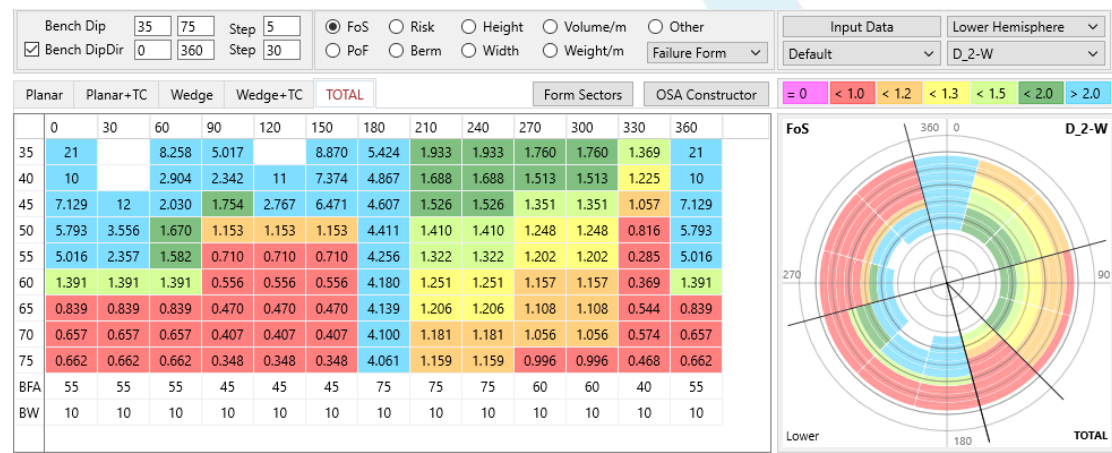 Bench Dip 35 75 Step 5
Bench DipDir 0 360 Step 30
FoS Risk Height Volume/m Other
PoF Berm Width Weight/m Failure Form
Input Data Lower Hemisphere
Default D_2-W
Planar Planar+TC Wedge Wedge+TC TOTAL Form Sectors OSA Constructor
= 0 < 1.0 < 1.2 < 1.3 < 1.5 < 2.0 > 2.0
0 30 60 90 120 150 180 210 240 270 300 330 360
35 21 8.258 5.017 8.870 5.424 1.933 1.933 1.760 1.760 1.369 21
40 10 2.904 2.342 11 7.374 4.867 1.688 1.688 1.513 1.513 1.225 10
45 7.129 12 2.030 1.754 2.767 6.471 4.607 1.526 1.526 1.351 1.351 1.057 7.129
50 5.793 3.556 1.670 1.153 1.153 1.153 4.411 1.410 1.410 1.248 1.248 0.816 5.793
55 5.016 2.357 1.582 0.710 0.710 0.710 4.256 1.322 1.322 1.202 1.202 0.285 5.016
60 1.391 1.391 1.391 0.556 0.556 0.556 4.180 1.251 1.251 1.157 1.157 0.369 1.391
65 0.839 0.839 0.839 0.470 0.470 0.470 4.139 1.206 1.206 1.108 1.108 0.544 0.839
70 0.657 0.657 0.657 0.407 0.407 0.407 4.100 1.181 1.181 1.056 1.056 0.574 0.657
75 0.662 0.662 0.662 0.348 0.348 0.348 4.061 1.159 1.159 0.996 0.996 0.468 0.662
BFA 55 55 55 45 45 45 75 75 75 60 60 40 55
BW 10 10 10 10 10 10 10 10 10 10 10 10 10
FoS 360 0 D_2-W
270 90
Lower 180 TOTAL